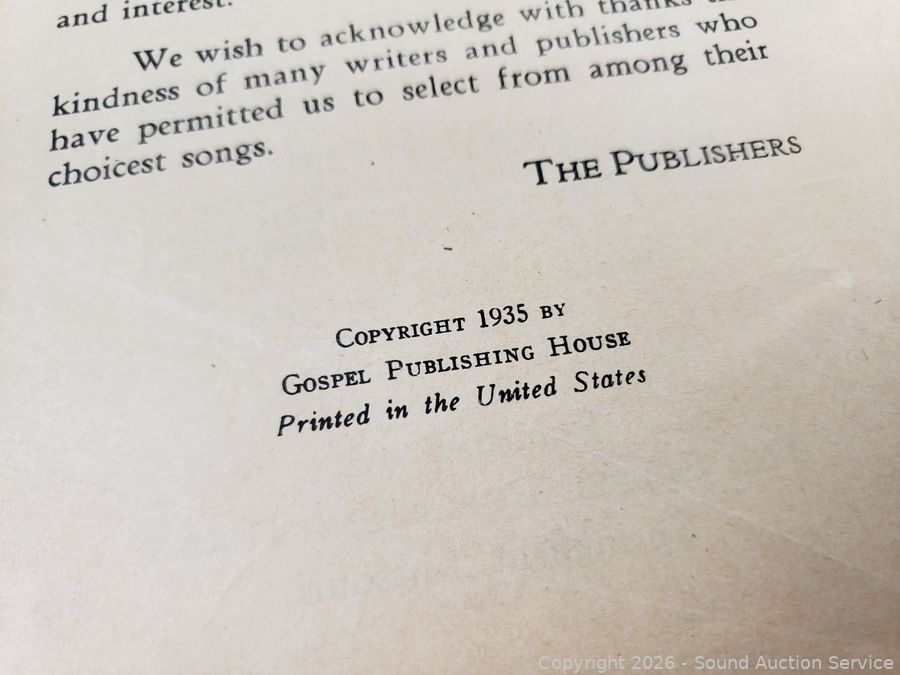 and interest.
We wish to acknowledge with thanks
kindness of many writers and publishers who
have permitted us to select from among their
choicest songs.
THE PUBLISHERS
COPYRIGHT 1935 BY
GOSPEL PUBLISHING HOUSE
Printed in the United States
Copyright 2026 - Sound Auction Service